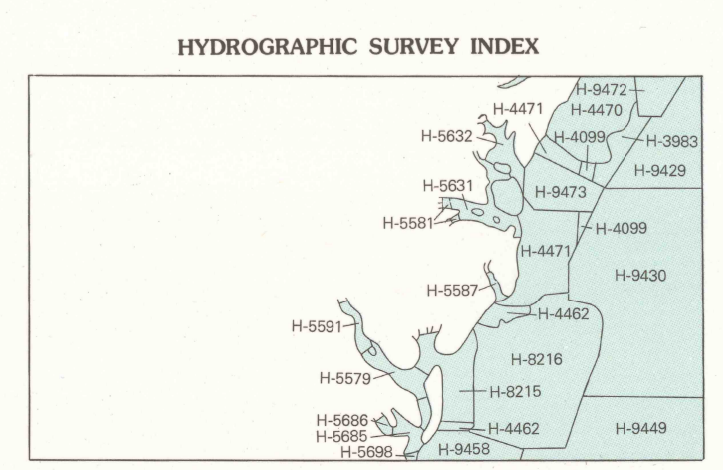 HYDROGRAPHIC SURVEY INDEX
H-9472
H-4471 H-4470
H-5632 H-4099 H-3983
H-9429
H-5631 H-9473
H-5581 H-4099
H-4471
H-9430
H-5587
H-4462
H-5591
H-8216
H-5579
H-8215
H-5686 H-4462 H-9449
H-5685
H-5698 H-9458